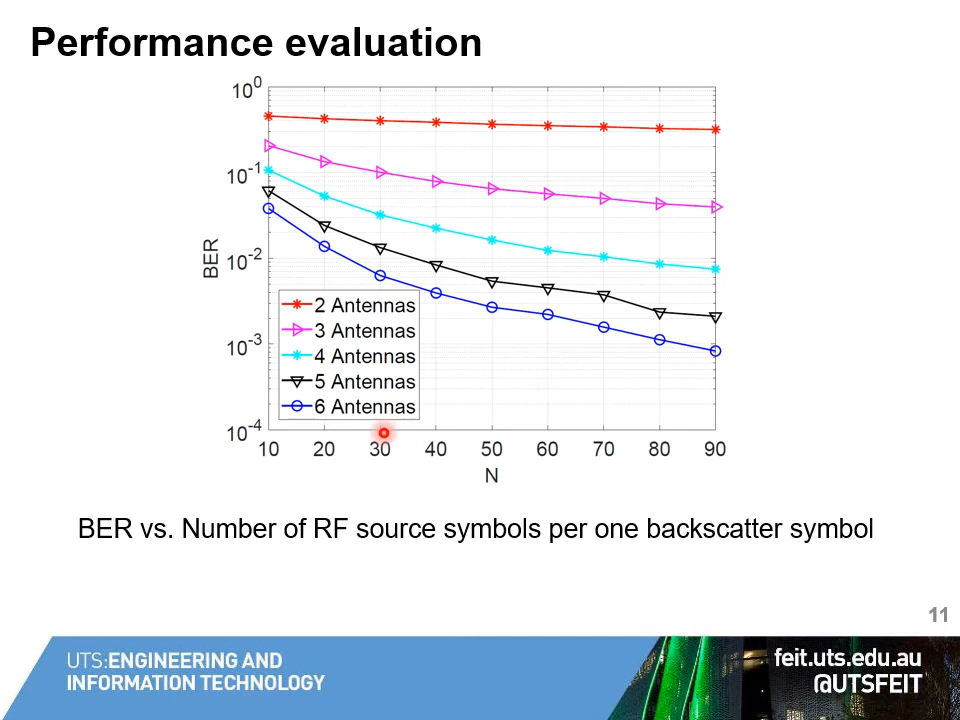 Performance evaluation
10^0
10^-1
10^-2
10^-3
10^-4
BER
2 Antennas
3 Antennas
4 Antennas
5 Antennas
6 Antennas
10 20 30 40 50 60 70 80 90
N
BER vs. Number of RF source symbols per one backscatter symbol
11
UTS:ENGINEERING AND
INFORMATION TECHNOLOGY
feit.uts.edu.au
@UTSFEIT